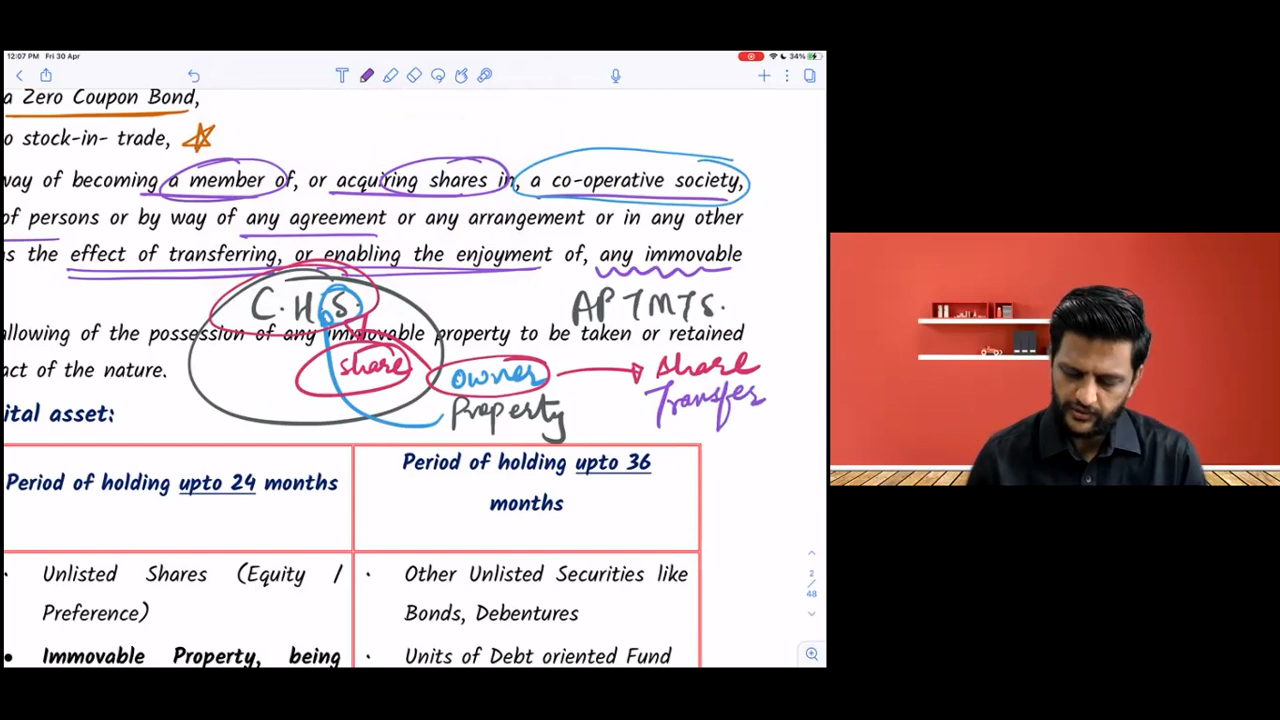 12:07 PM Fri 30 Apr
34%
T
a Zero Coupon Bond,
o stock-in- trade,
way of becoming a member of, or acquiring shares in, a co-operative society,
of persons or by way of any agreement or any arrangement or in any other
s the effect of transferring, or enabling the enjoyment of, any immovable
C.H.S.
APTMTS.
allowing of the possession of any immovable property to be taken or retained
act of the nature.
share
owner
share
Transfer
Property
ital asset:
Period of holding upto 24 months
Period of holding upto 36
months
· Unlisted Shares (Equity /
Preference)
· Other Unlisted Securities like
Bonds, Debentures
• Immovable Property, being
· Units of Debt oriented Fund
2
/
48